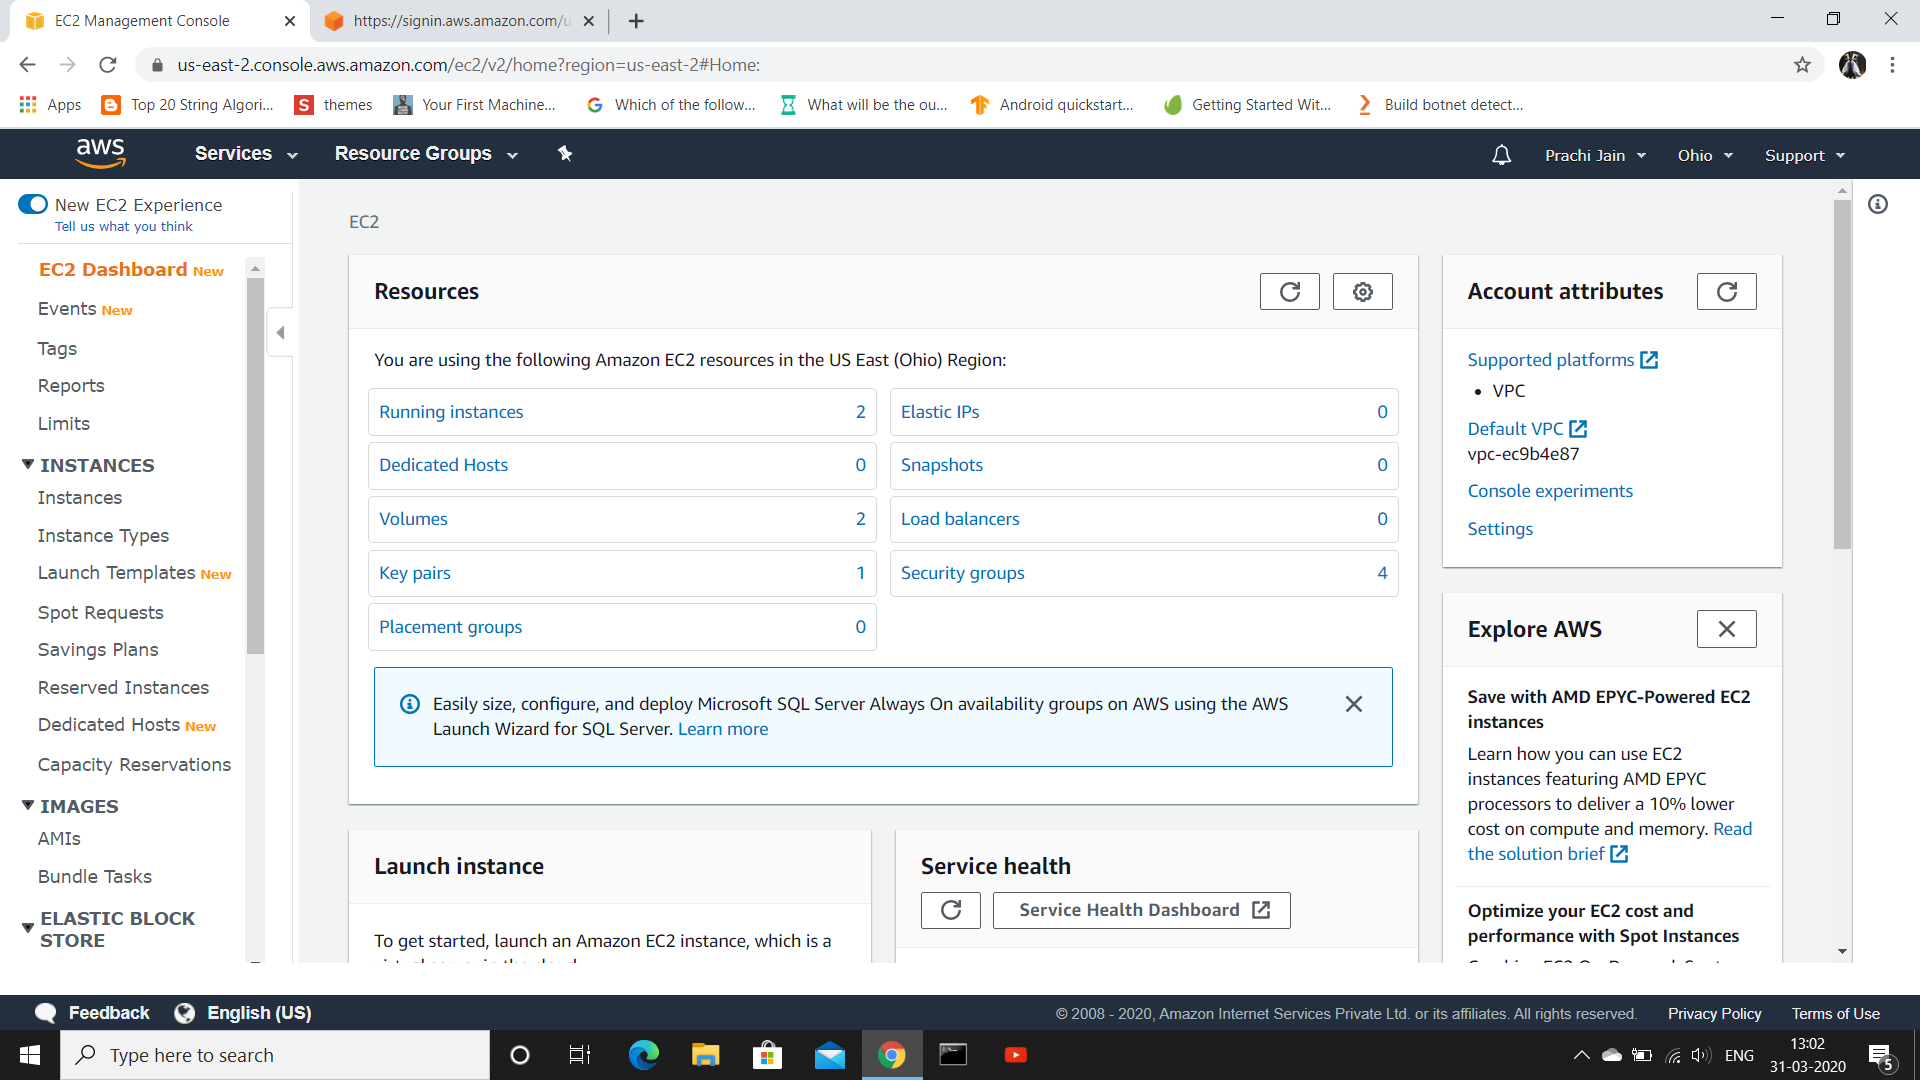 EC2 Management Console
https://signin.aws.amazon.com/u
us-east-2.console.aws.amazon.com/ec2/v2/home?region=us-east-2#Home:
Apps
Top 20 String Algori...
S themes
Your First Machine...
Which of the follow...
What will be the ou...
Android quickstart...
Getting Started Wit...
Build botnet detect...
aws
Services
Resource Groups
Prachi Jain
Ohio
Support
New EC2 Experience
Tell us what you think
EC2 Dashboard New
Events New
Tags
Reports
Limits
INSTANCES
Instances
Instance Types
Launch Templates New
Spot Requests
Savings Plans
Reserved Instances
Dedicated Hosts New
Capacity Reservations
IMAGES
AMIs
Bundle Tasks
ELASTIC BLOCK
STORE
EC2
Resources
You are using the following Amazon EC2 resources in the US East (Ohio) Region:
Running instances 2
Elastic IPs 0
Dedicated Hosts 0
Snapshots 0
Volumes 2
Load balancers 0
Key pairs 1
Security groups 4
Placement groups 0
Easily size, configure, and deploy Microsoft SQL Server Always On availability groups on AWS using the AWS
Launch Wizard for SQL Server. Learn more
Launch instance
To get started, launch an Amazon EC2 instance, which is a
Service health
Service Health Dashboard
Account attributes
Supported platforms
• VPC
Default VPC
vpc-ec9b4e87
Console experiments
Settings
Explore AWS
Save with AMD EPYC-Powered EC2
instances
Learn how you can use EC2
instances featuring AMD EPYC
processors to deliver a 10% lower
cost on compute and memory. Read
the solution brief
Optimize your EC2 cost and
performance with Spot Instances
Feedback
English (US)
© 2008 - 2020, Amazon Internet Services Private Ltd. or its affiliates. All rights reserved.
Privacy Policy
Terms of Use
Type here to search
ENG
13:02
31-03-2020
5